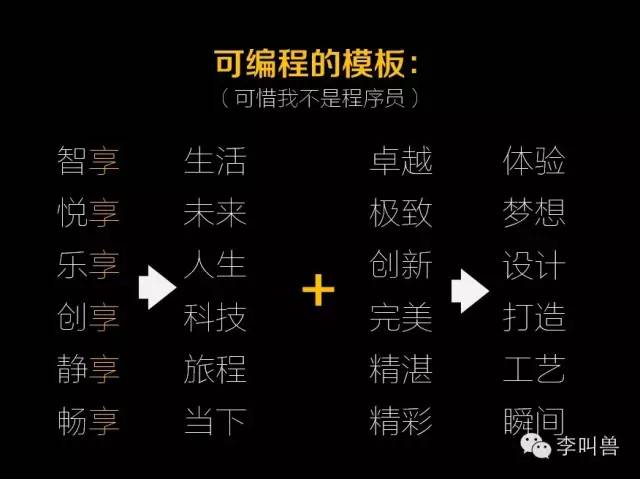 可编程的模板：
（可惜我不是程序员）
智享 生活 卓越 体验
悦享 未来 极致 梦想
乐享 人生 + 创新 设计
创享 科技 完美 打造
静享 旅程 精湛 工艺
畅享 当下 精彩 瞬间
李叫兽